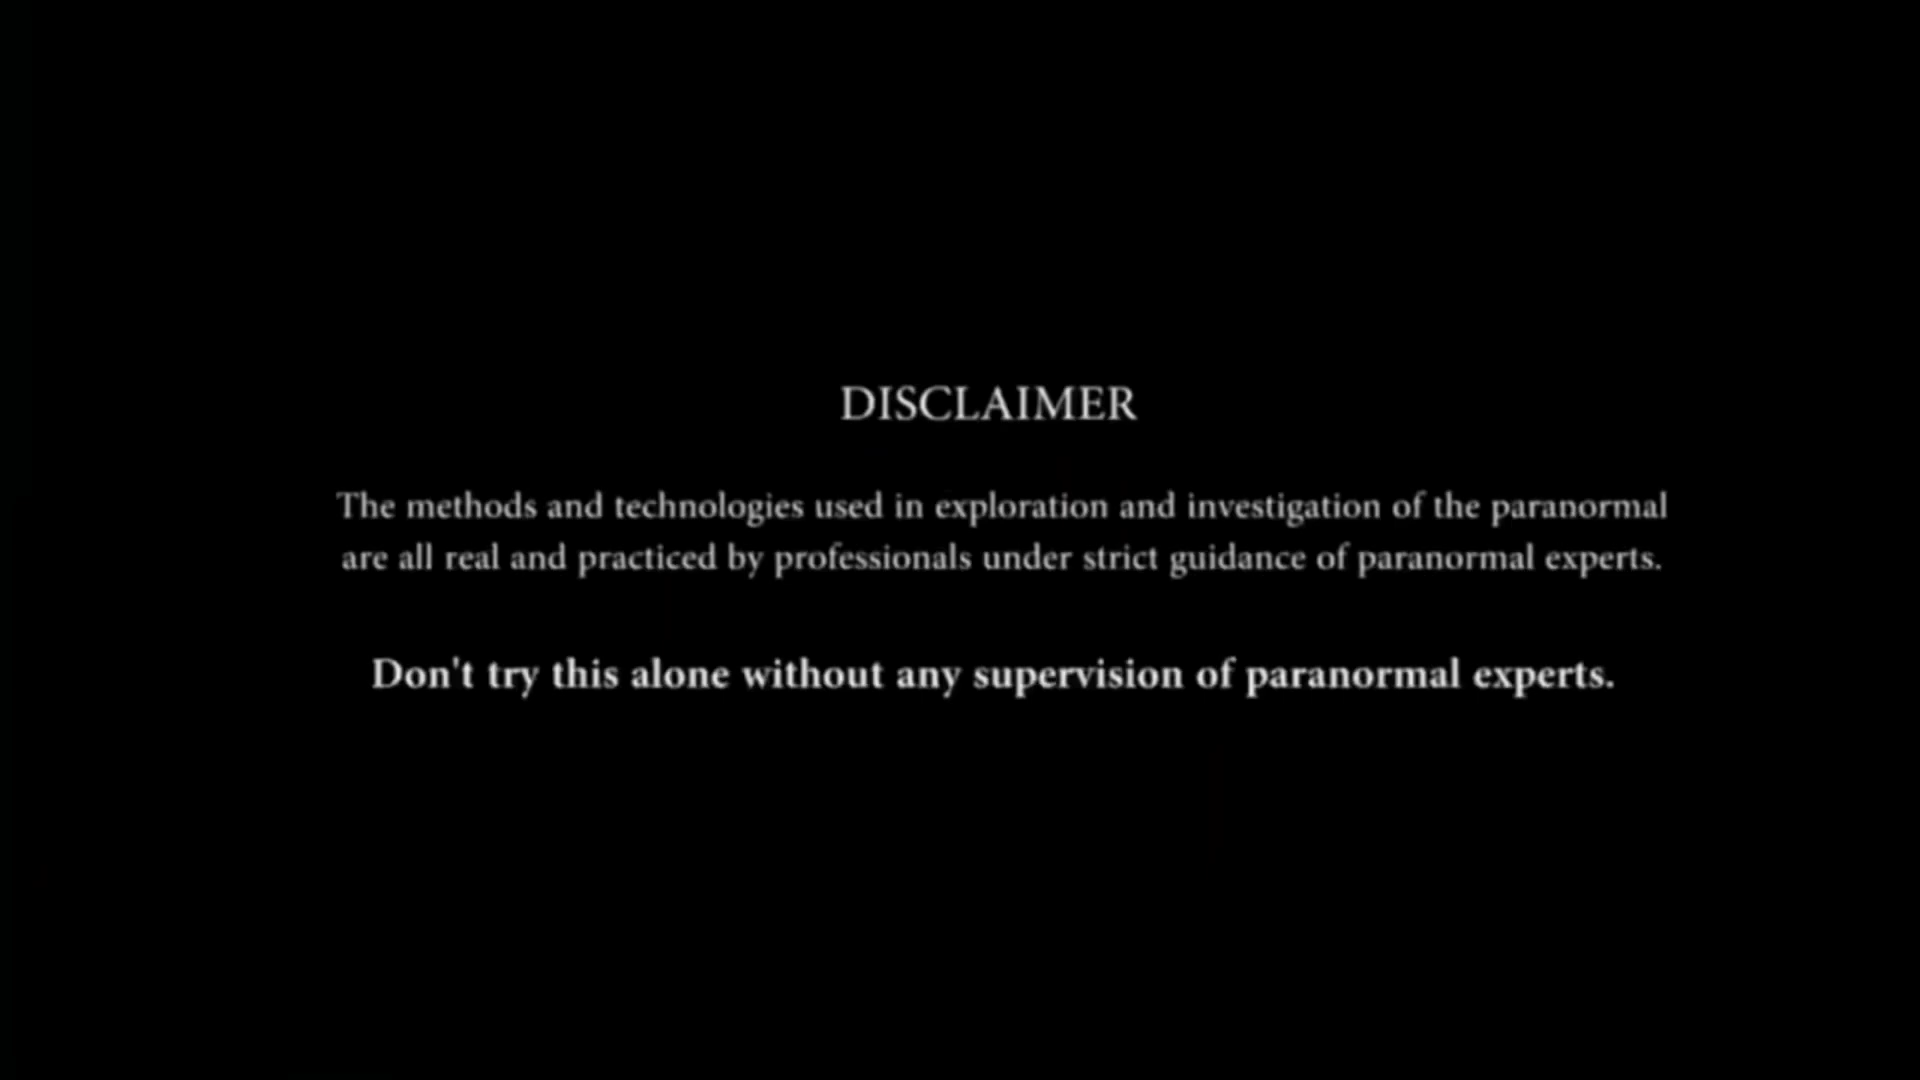 DISCLAIMER
The methods and technologies used in exploration and investigation of the paranormal
are all real and practiced by professionals under strict guidance of paranormal experts.
Don't try this alone without any supervision of paranormal experts.